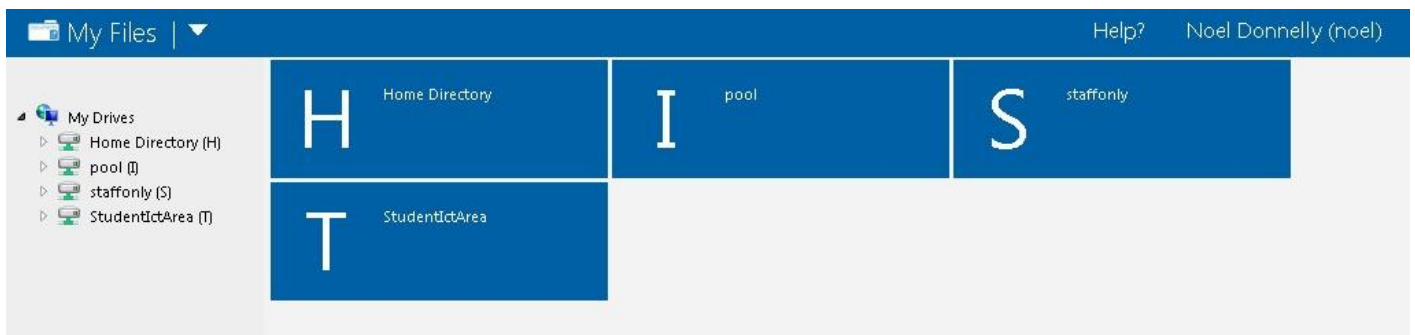 My Files |
Help? Noel Donnelly (noel)
My Drives
Home Directory (H)
pool (I)
staffonly (S)
StudentIctArea (T)
H Home Directory
I pool
S staffonly
T StudentIctArea